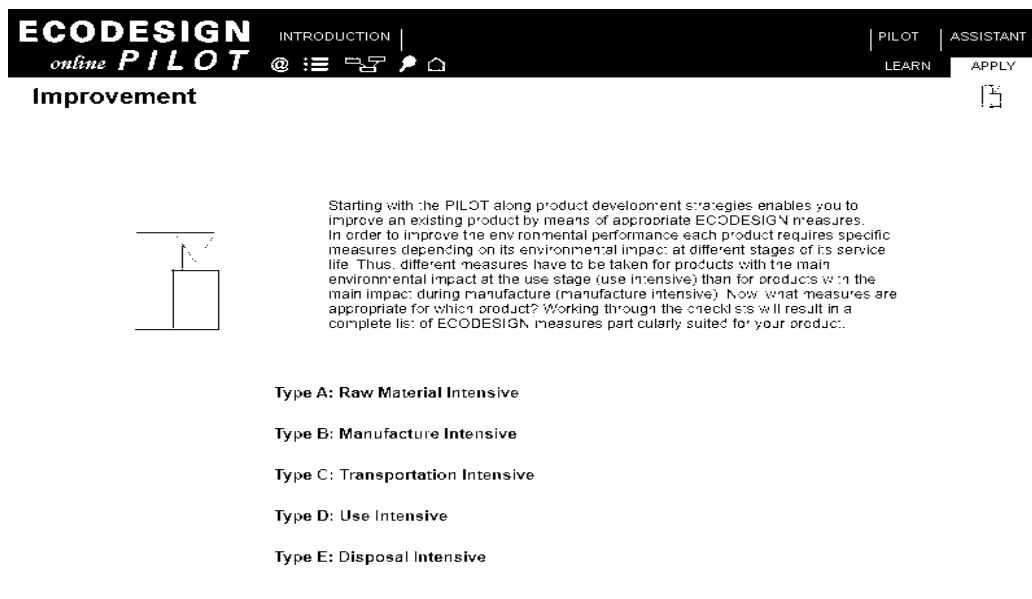 ECODESIGN
online PILOT
INTRODUCTION
@
PILOT
ASSISTANT
LEARN
APPLY
Improvement
Starting with the PILOT along product development strategies enables you to
improve an existing product by means of appropriate ECODESIGN measures.
In order to improve the environmental performance each product requires specific
measures depending on its environmental impact at different stages of its service
life. Thus, different measures have to be taken for products with the main
environmental impact at the use stage (use intensive) than for products with the
main impact during manufacture (manufacture intensive). Now, what measures are
appropriate for which product? Working through the checklists will result in a
complete list of ECODESIGN measures particularly suited for your product.
Type A: Raw Material Intensive
Type B: Manufacture Intensive
Type C: Transportation Intensive
Type D: Use Intensive
Type E: Disposal Intensive